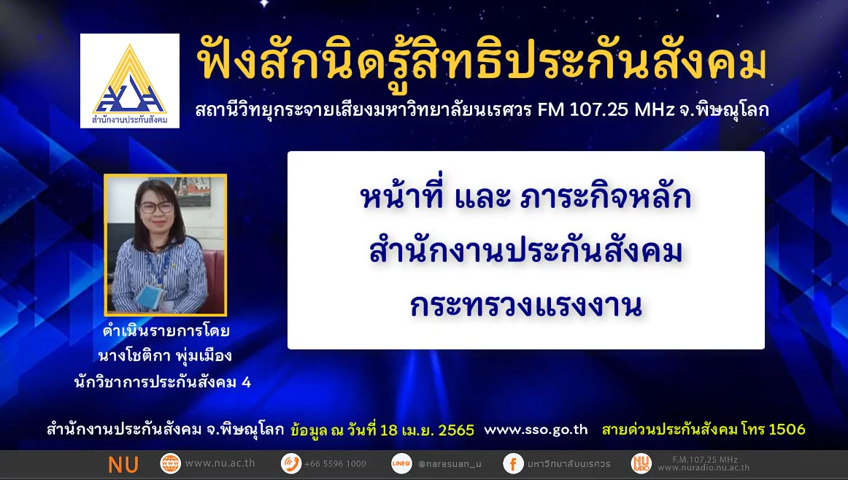 ฟังสักนิดรู้สิทธิประกันสังคม
สถานีวิทยุกระจายเสียงมหาวิทยาลัยนเรศวร FM 107.25 MHz จ.พิษณุโลก
สปส
สำนักงานประกันสังคม
หน้าที่ และ ภาระกิจหลัก
สำนักงานประกันสังคม
กระทรวงแรงงาน
ดำเนินรายการโดย
นางโชติกา พุ่มเมือง
นักวิชาการประกันสังคม 4
สำนักงานประกันสังคม จ.พิษณุโลก ข้อมูล ณ วันที่ 18 เม.ย. 2565 www.sso.go.th สายด่วนประกันสังคม โทร 1506
NU www.nu.ac.th +66 5596 1000 LINE@ @naresuan_u มหาวิทยาลัยนเรศวร NU RADIO F.M.107.25 MHz
www.nuradio.nu.ac.th